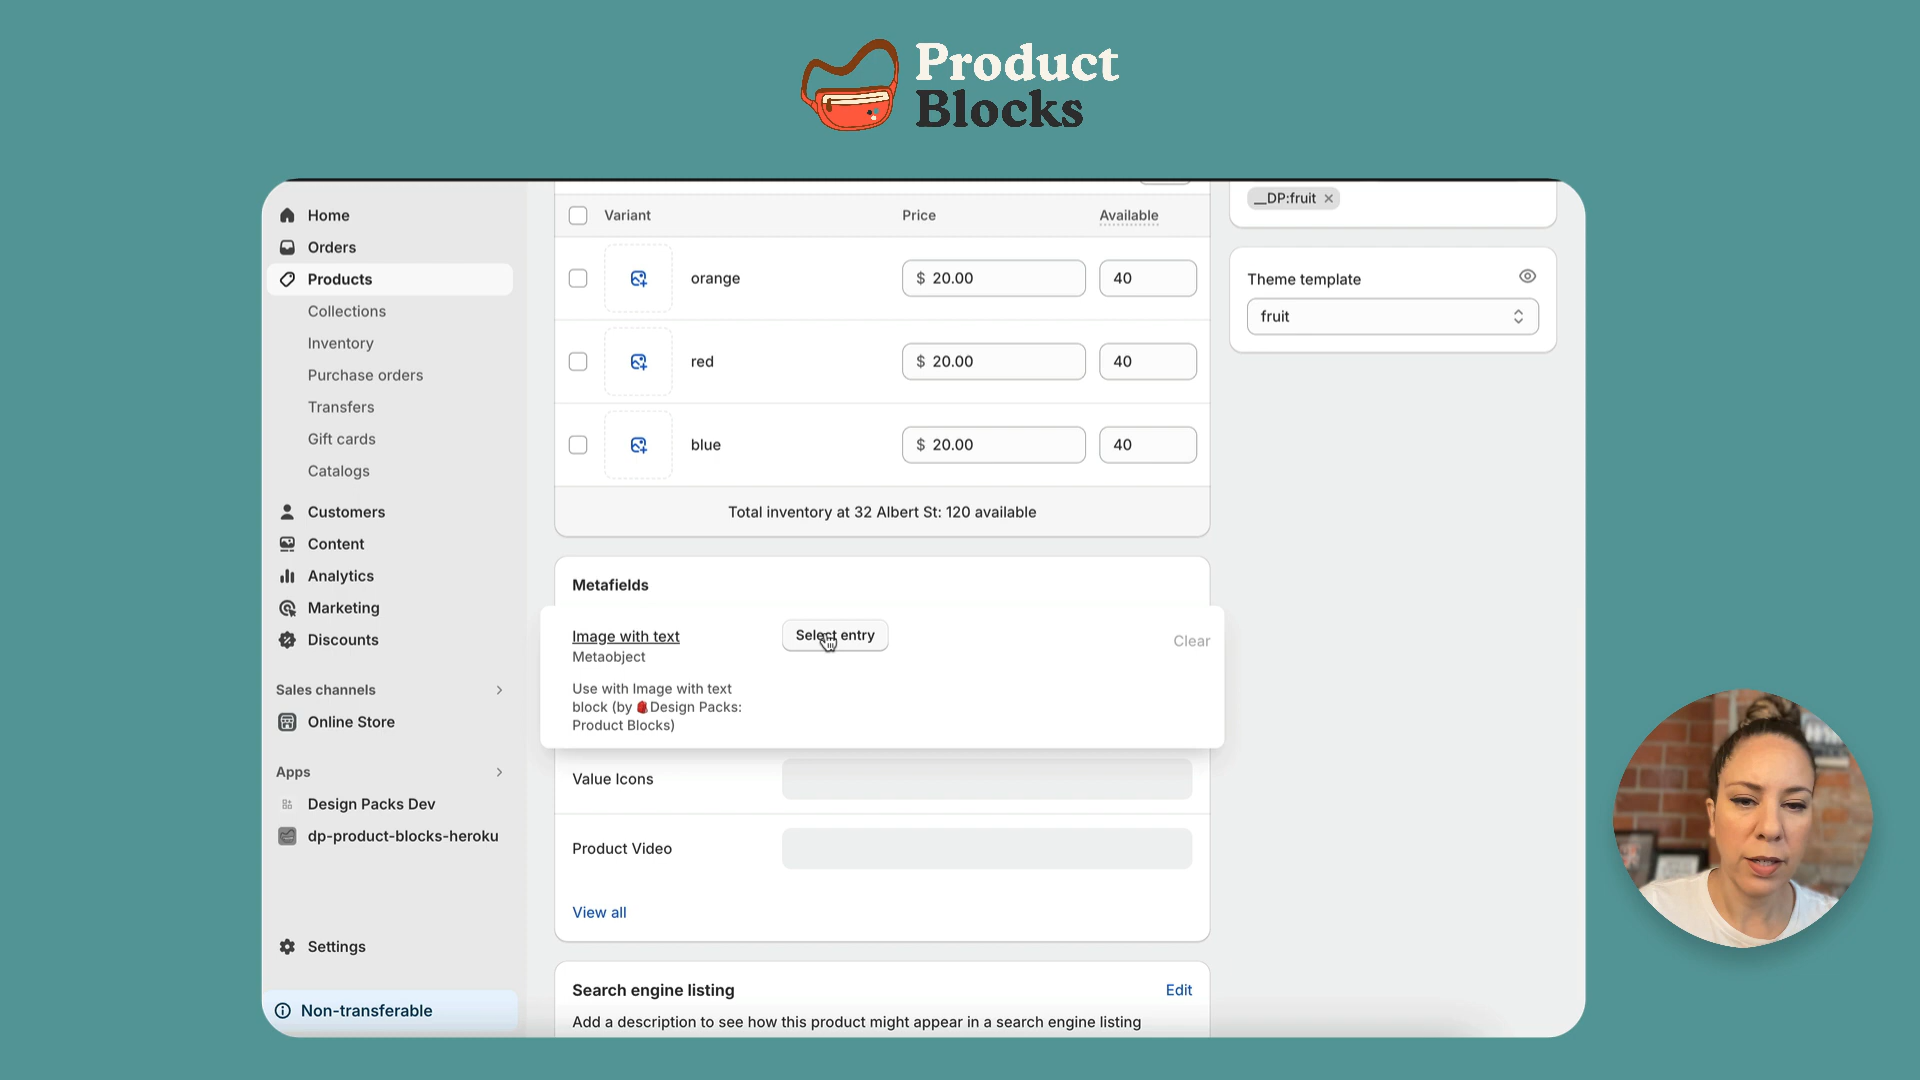 Product
Blocks
Home
Orders
Products
Collections
Inventory
Purchase orders
Transfers
Gift cards
Catalogs
Customers
Content
Analytics
Marketing
Discounts
Sales channels
Online Store
Apps
Design Packs Dev
dp-product-blocks-heroku
Settings
Non-transferable
Variant Price Available
orange $ 20.00 40
red $ 20.00 40
blue $ 20.00 40
Total inventory at 32 Albert St: 120 available
Metafields
Image with text Select entry Clear
Metaobject
Use with Image with text
block (by Design Packs:
Product Blocks)
Value Icons
Product Video
View all
Search engine listing Edit
Add a description to see how this product might appear in a search engine listing
__DP:fruit
Theme template
fruit